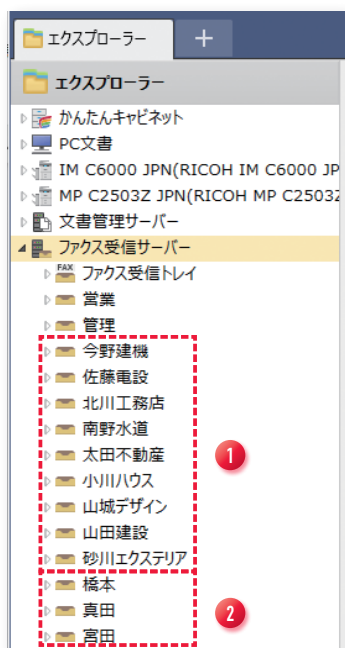 エクスプローラー
+
エクスプローラー
かんたんキャビネット
PC文書
IM C6000 JPN(RICOH IM C6000 JP
MP C2503Z JPN(RICOH MP C2503Z
文書管理サーバー
ファクス受信サーバー
FAX ファクス受信トレイ
営業
管理
今野建機
佐藤電設
北川工務店
南野水道
太田不動産
小川ハウス
山城デザイン
山田建設
砂川エクステリア
1
橋本
真田
2
宮田